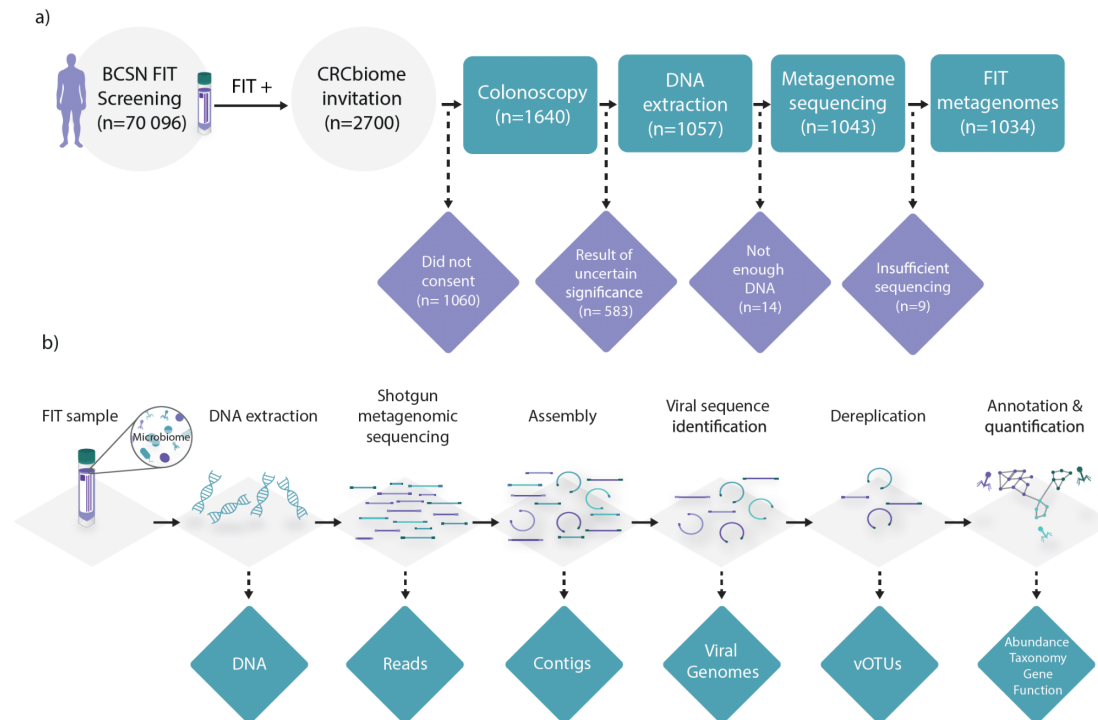 a)
BCSN FIT
Screening
(n=70 096)
FIT +
CRCbiome
invitation
(n=2700)
Colonoscopy
(n=1640)
DNA
extraction
(n=1057)
Metagenome
sequencing
(n=1043)
FIT
metagenomes
(n=1034)
Did not
consent
(n= 1060)
Result of
uncertain
significance
(n= 583)
Not
enough
DNA
(n=14)
Insufficient
sequencing
(n=9)
b)
FIT sample
Microbiome
DNA extraction
Shotgun
metagenomic
sequencing
Assembly
Viral sequence
identification
Dereplication
Annotation &
quantification
DNA
Reads
Contigs
Viral
Genomes
vOTUs
Abundance
Taxonomy
Gene
Function